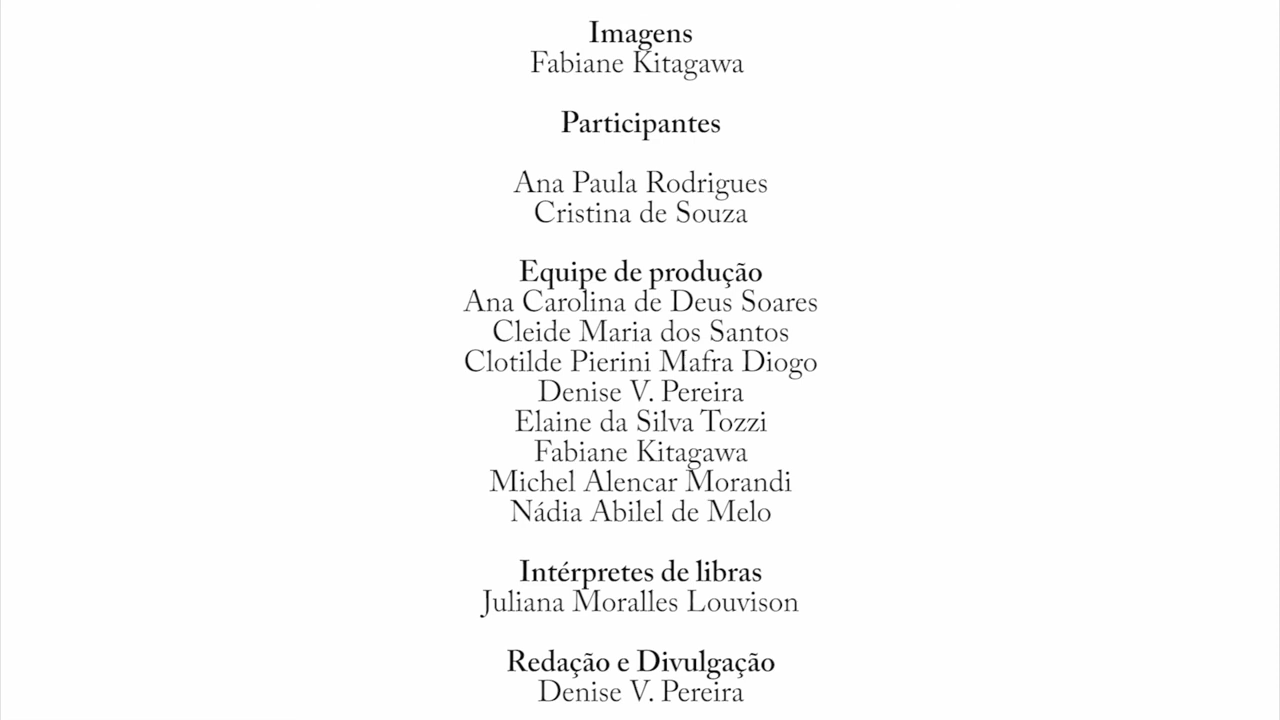 Imagens
Fabiane Kitagawa
Participantes
Ana Paula Rodrigues
Cristina de Souza
Equipe de produção
Ana Carolina de Deus Soares
Cleide Maria dos Santos
Clotilde Pierini Mafra Diogo
Denise V. Pereira
Elaine da Silva Tozzi
Fabiane Kitagawa
Michel Alencar Morandi
Nádia Abilel de Melo
Intérpretes de libras
Juliana Moralles Louvison
Redação e Divulgação
Denise V. Pereira